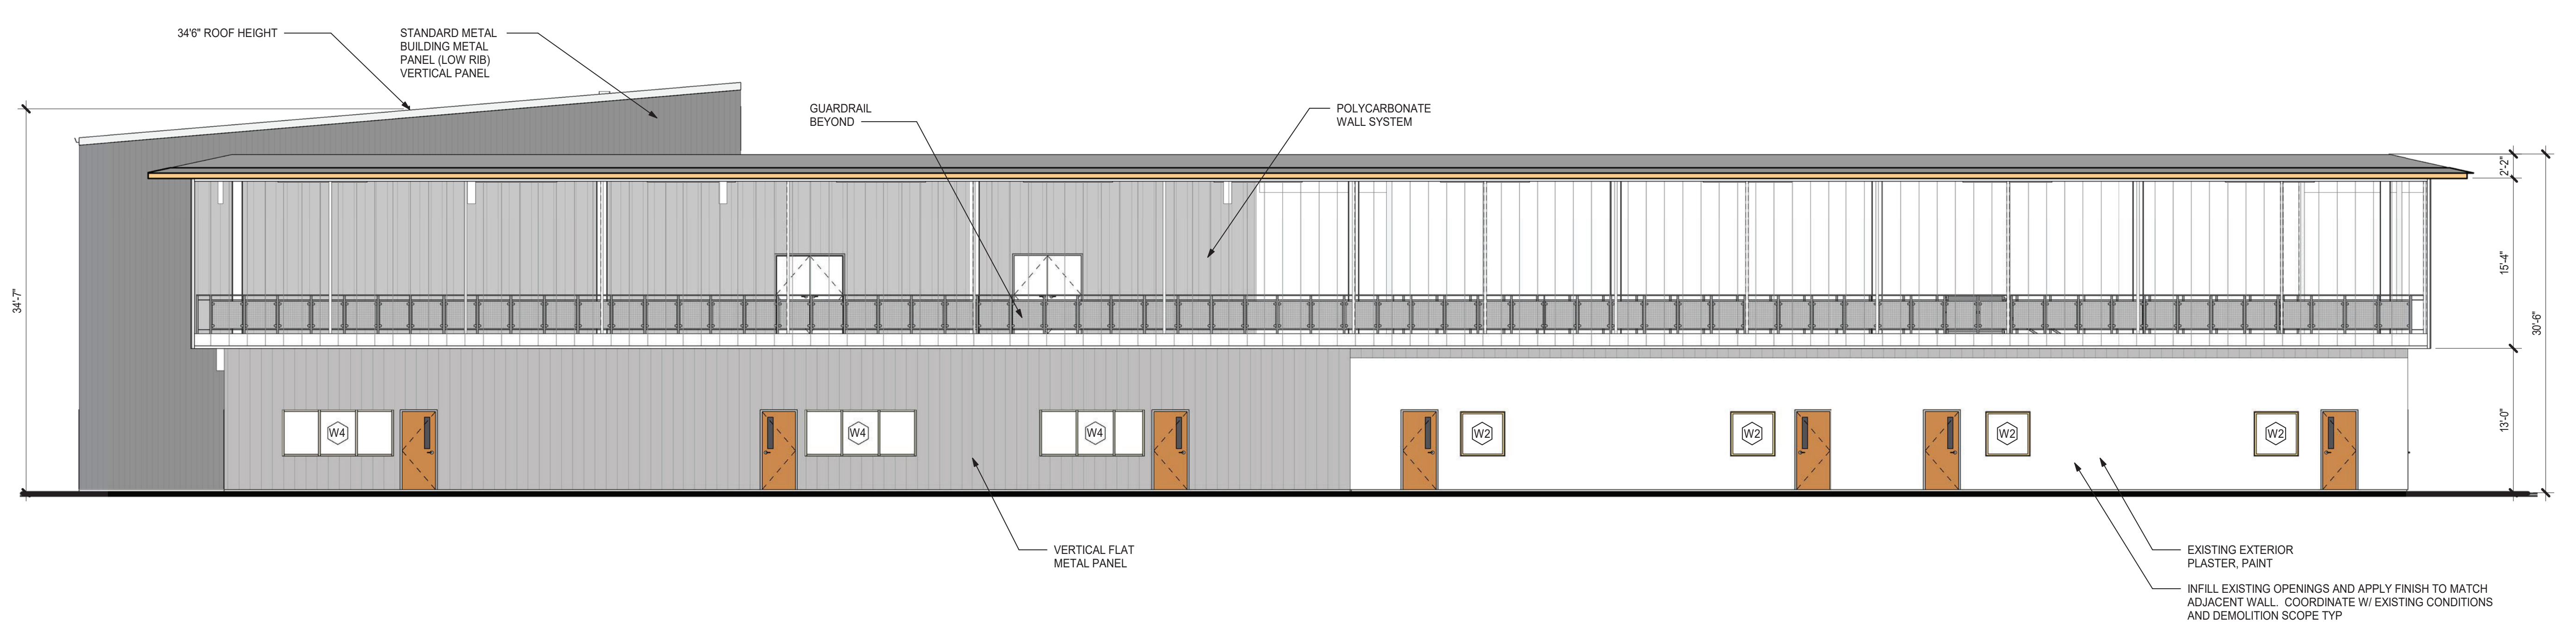 34'6" ROOF HEIGHT
STANDARD METAL
BUILDING METAL
PANEL (LOW RIB)
VERTICAL PANEL
GUARDRAIL
BEYOND
POLYCARBONATE
WALL SYSTEM
2'-2"
15'-4"
34'-7"
30'-6"
13'-0"
W4
W4
W4
W2
W2
W2
W2
VERTICAL FLAT
METAL PANEL
EXISTING EXTERIOR
PLASTER, PAINT
INFILL EXISTING OPENINGS AND APPLY FINISH TO MATCH
ADJACENT WALL.  COORDINATE W/ EXISTING CONDITIONS
AND DEMOLITION SCOPE TYP